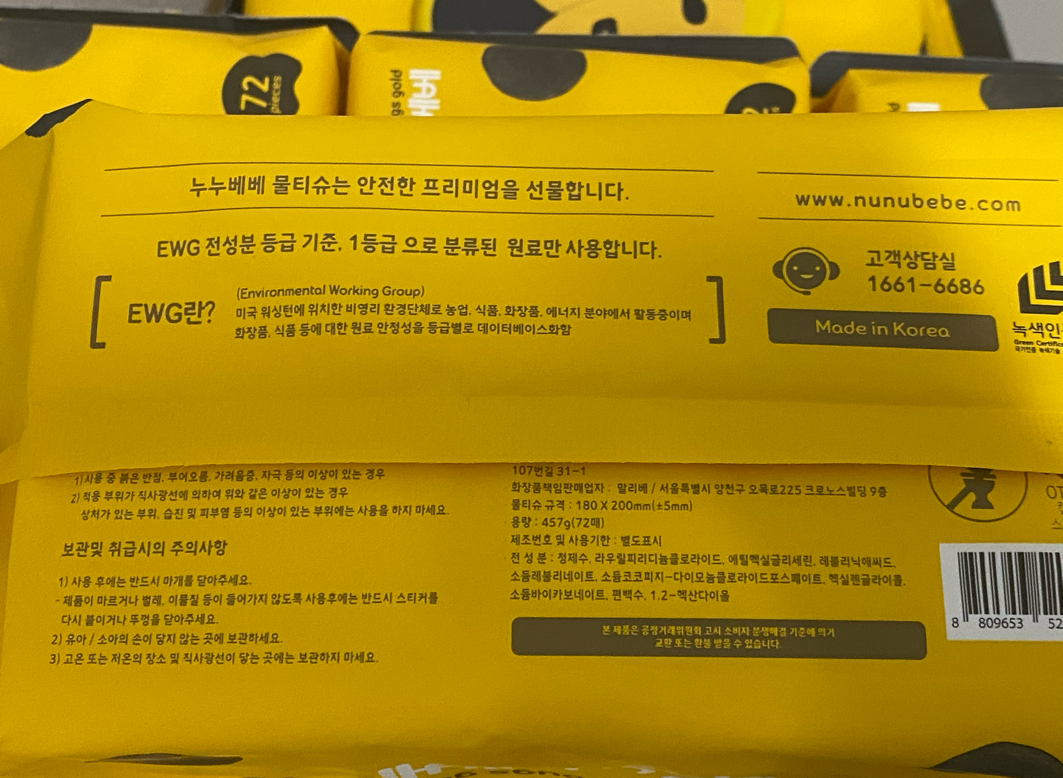 72
pieces
gs gold
베베
누누베베 물티슈는 안전한 프리미엄을 선물합니다.
EWG 전성분 등급 기준, 1등급 으로 분류된 원료만 사용합니다.
EWG란?
(Environmental Working Group)
미국 워싱턴에 위치한 비영리 환경단체로 농업, 식품, 화장품, 에너지 분야에서 활동중이며
화장품, 식품 등에 대한 원료 안정성을 등급별로 데이터베이스화함
www.nunubebe.com
고객상담실
1661-6686
Made in Korea
녹색인
Green Certific
국가인증 녹색기술
1) 사용 중 붉은 반점, 부어오름, 가려움증, 자극 등의 이상이 있는 경우
2) 적용 부위가 직사광선에 의하여 위와 같은 이상이 있는 경우
상처가 있는 부위, 습진 및 피부염 등의 이상이 있는 부위에는 사용을 하지 마세요.
보관및 취급시의 주의사항
1) 사용 후에는 반드시 마개를 닫아주세요.
- 제품이 마르거나 벌레, 이물질 등이 들어가지 않도록 사용후에는 반드시 스티커를
다시 붙이거나 뚜껑을 닫아주세요.
2) 유아 / 소아의 손이 닿지 않는 곳에 보관하세요.
3) 고온 또는 저온의 장소 및 직사광선이 닿는 곳에는 보관하지 마세요.
107번길 31-1
화장품책임판매업자 : 말리베 / 서울특별시 양천구 오목로225 크로노스빌딩 9층
물티슈 규격 : 180 X 200mm(±5mm)
용량 : 457g(72매)
제조번호 및 사용기한 : 별도표시
전 성 분 : 정제수, 라우릴피리디늄클로라이드, 에틸헥실글리세린, 레불리닉애씨드,
소듐레불리네이트, 소듐코코피지-다이모늄클로라이드포스페이트, 헥실렌글라이콜,
소듐바이카보네이트, 편백수, 1,2-헥산다이올
본 제품은 공정거래위원회 고시 소비자 분쟁해결 기준에 의거
교환 또는 환불 받을 수 있습니다.
8 809653 52